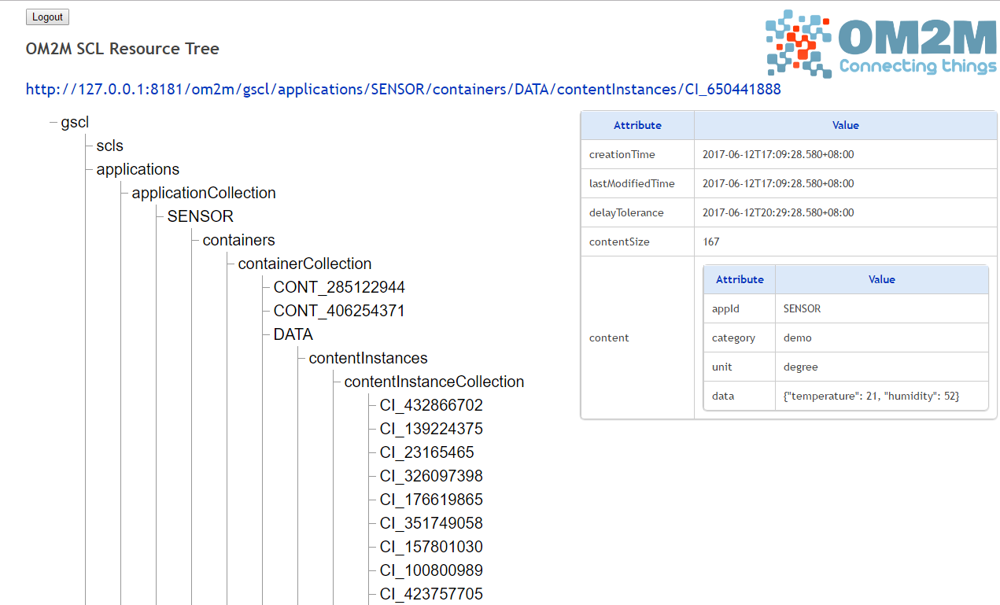 Logout
OM2M SCL Resource Tree
OM2M
Connecting things
http://127.0.0.1:8181/om2m/gscl/applications/SENSOR/containers/DATA/contentInstances/CI_650441888
gscl
scls
applications
applicationCollection
SENSOR
containers
containerCollection
CONT_285122944
CONT_406254371
DATA
contentInstances
contentInstanceCollection
CI_432866702
CI_139224375
CI_23165465
CI_326097398
CI_176619865
CI_351749058
CI_157801030
CI_100800989
CI_423757705
Attribute Value
creationTime 2017-06-12T17:09:28.580+08:00
lastModifiedTime 2017-06-12T17:09:28.580+08:00
delayTolerance 2017-06-12T20:29:28.580+08:00
contentSize 167
content
Attribute Value
appId SENSOR
category demo
unit degree
data {"temperature": 21, "humidity": 52}